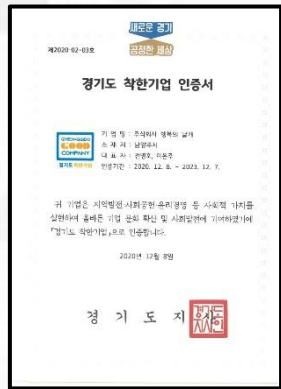 새로운 경기
공정한 세상
제2020-02-03호
경기도 착한기업 인증서
GYEONGGIDO
GOOD
COMPANY
경기도 착한기업
기 업 명 : 주식회사 행복의 날개
소 재 지 : 남양주시
대 표 자 : 이은주
인증기간 : 2020. 12. 8. ~ 2023. 12. 7.
귀 기업은 지역발전·사회공헌·윤리경영 등 사회적 가치를
실현하여 올바른 기업 문화 확산 및 사회발전에 기여하였기에
「경기도 착한기업」으로 인증합니다.
2020년 12월 8일
경 기 도 지 사